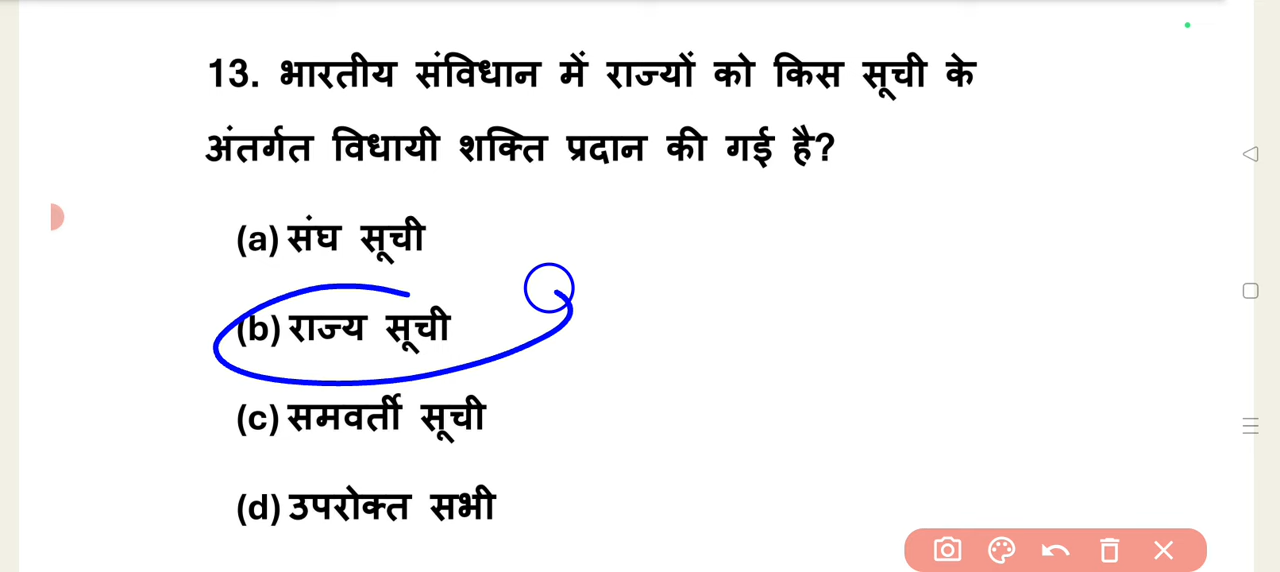 13. भारतीय संविधान में राज्यों को किस सूची के
अंतर्गत विधायी शक्ति प्रदान की गई है?
(a) संघ सूची
(b) राज्य सूची
(c) समवर्ती सूची
(d) उपरोक्त सभी